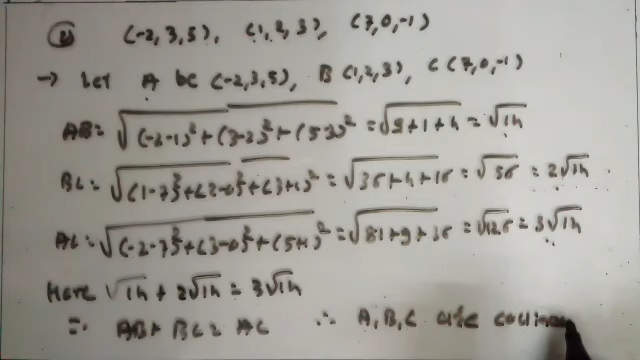 ② (-2,3,5), (1,2,3), (7,0,-1)
→ Let A be (-2,3,5), B (1,2,3), C (7,0,-1)
AB = √(-2-1)² + (3-2)² + (5-3)² = √9+1+4 = √14
BC = √(1-7)² + (2-0)² + (3+1)² = √36+4+16 = √56 = 2√14
AC = √(-2-7)² + (3-0)² + (5+1)² = √81+9+36 = √126 = 3√14
Here √14 + 2√14 = 3√14
∴ AB + BC = AC ∴ A, B, C are